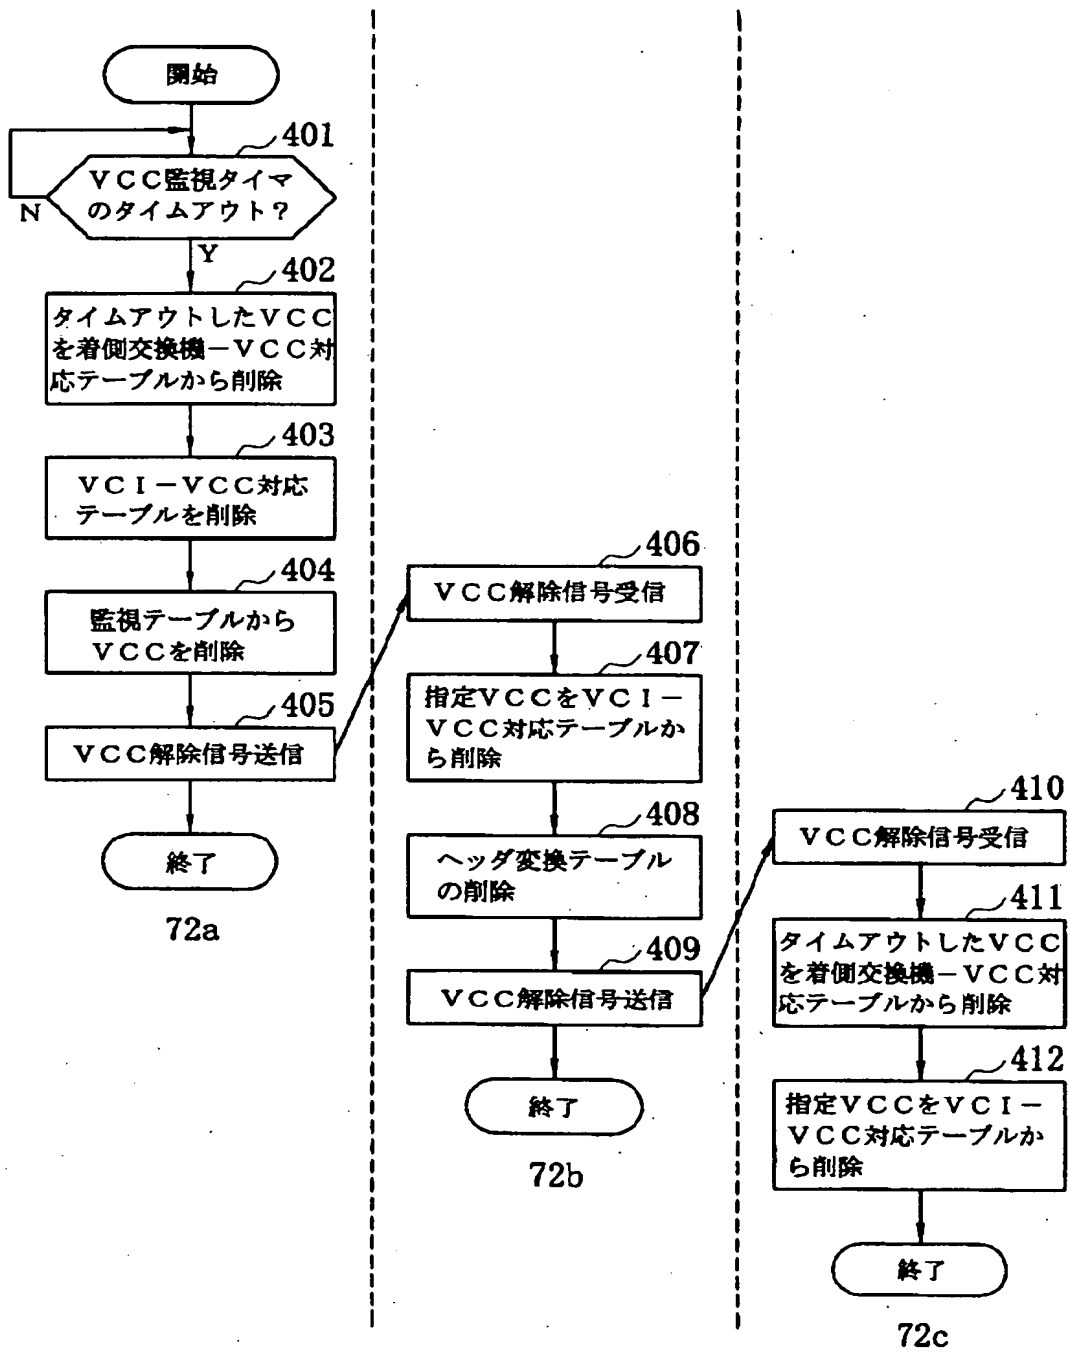 開始
401
VCC監視タイマ
のタイムアウト？
N
Y
402
タイムアウトしたVCC
を着側交換機－VCC対
応テーブルから削除
403
VCI－VCC対応
テーブルを削除
404
監視テーブルから
VCCを削除
405
VCC解除信号送信
終了
72a
406
VCC解除信号受信
407
指定VCCをVCI－
VCC対応テーブルか
ら削除
408
ヘッダ変換テーブル
の削除
409
VCC解除信号送信
終了
72b
410
VCC解除信号受信
411
タイムアウトしたVCC
を着側交換機－VCC対
応テーブルから削除
412
指定VCCをVCI－
VCC対応テーブルか
ら削除
終了
72c